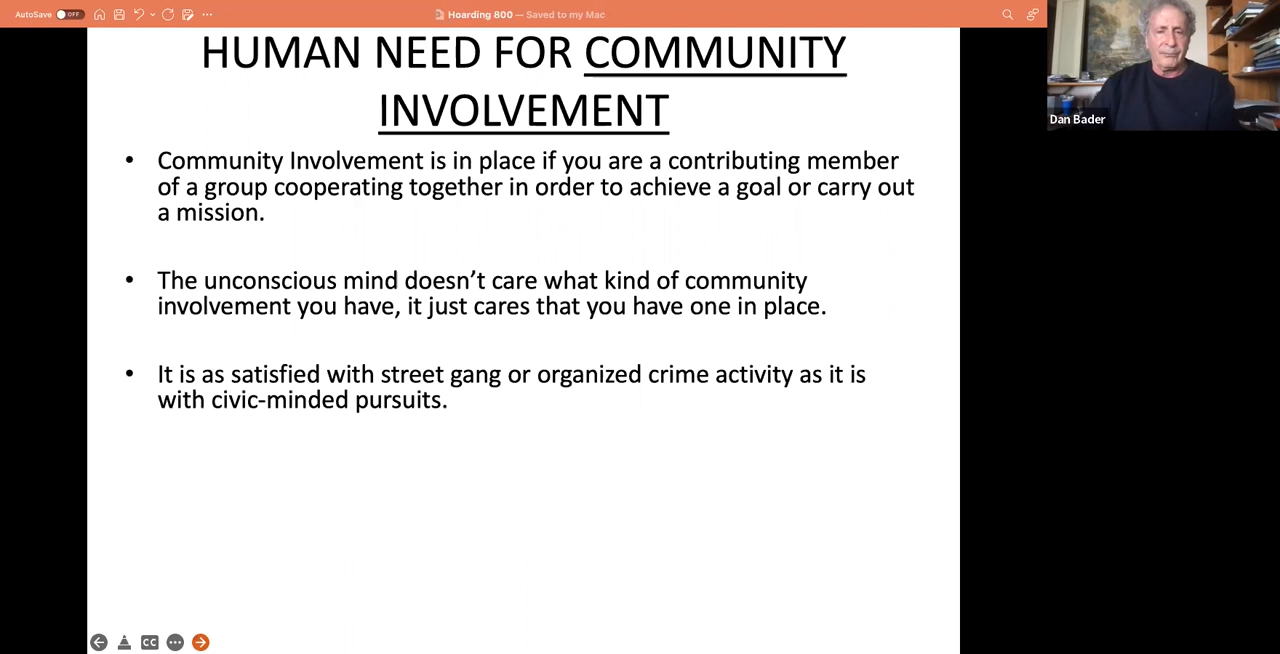 AutoSave OFF
Hoarding 800 — Saved to my Mac
HUMAN NEED FOR COMMUNITY
INVOLVEMENT
• Community Involvement is in place if you are a contributing member
of a group cooperating together in order to achieve a goal or carry out
a mission.
• The unconscious mind doesn’t care what kind of community
involvement you have, it just cares that you have one in place.
• It is as satisfied with street gang or organized crime activity as it is
with civic-minded pursuits.
Dan Bader
CC